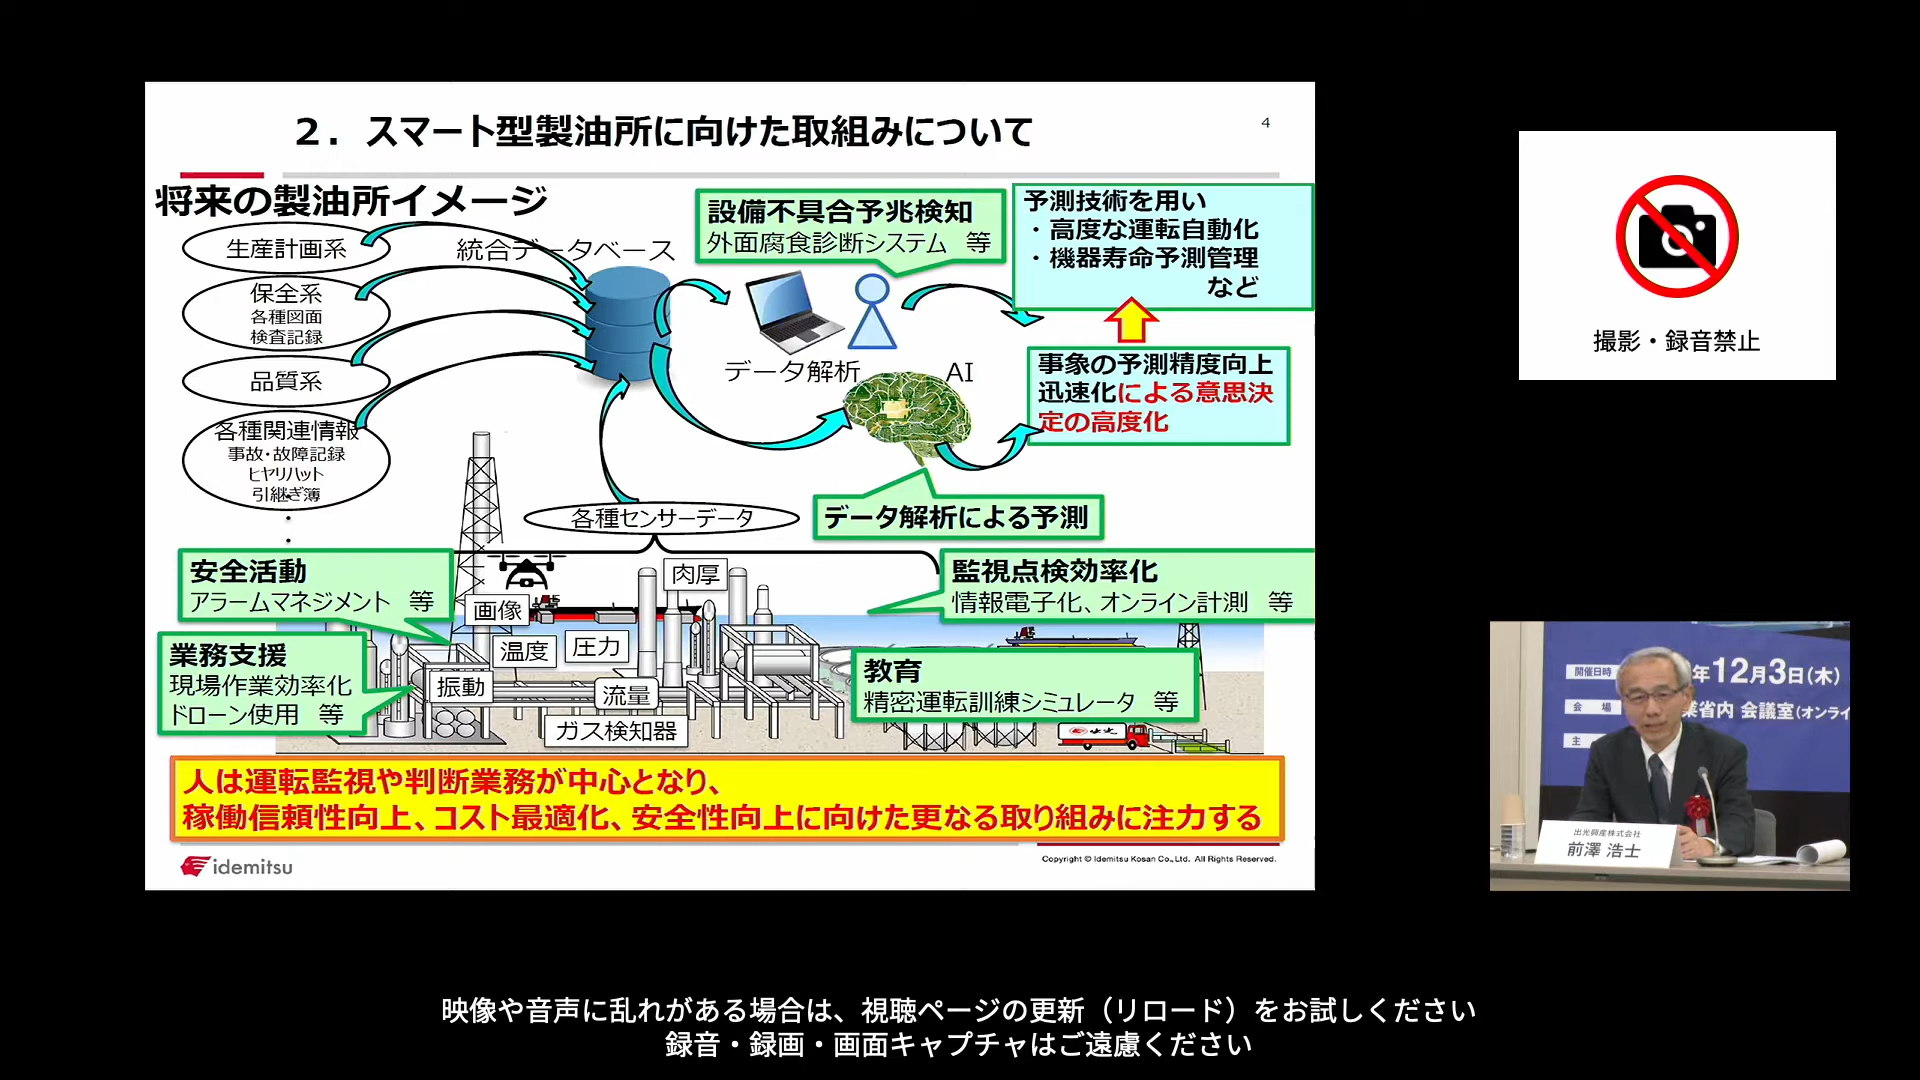 2．スマート型製油所に向けた取組みについて
4
将来の製油所イメージ
生産計画系
保全系
各種図面
検査記録
品質系
各種関連情報
事故・故障記録
ヒヤリハット
引継ぎ簿
統合データベース
設備不具合予兆検知
外面腐食診断システム 等
予測技術を用い
・高度な運転自動化
・機器寿命予測管理
など
データ解析
AI
事象の予測精度向上
迅速化による意思決
定の高度化
各種センサーデータ
データ解析による予測
安全活動
アラームマネジメント 等
監視点検効率化
情報電子化、オンライン計測 等
肉厚
画像
温度
圧力
業務支援
現場作業効率化
ドローン使用 等
振動
流量
ガス検知器
教育
精密運転訓練シミュレータ 等
出光
人は運転監視や判断業務が中心となり、
稼働信頼性向上、コスト最適化、安全性向上に向けた更なる取り組みに注力する
idemitsu
Copyright © Idemitsu Kosan Co., Ltd. All Rights Reserved.
撮影・録音禁止
開催日時
年12月3日(木)
会 場
業省内 会議室(オンライ
主
出光興産株式会社
前澤 浩士
映像や音声に乱れがある場合は、視聴ページの更新（リロード）をお試しください
録音・録画・画面キャプチャはご遠慮ください